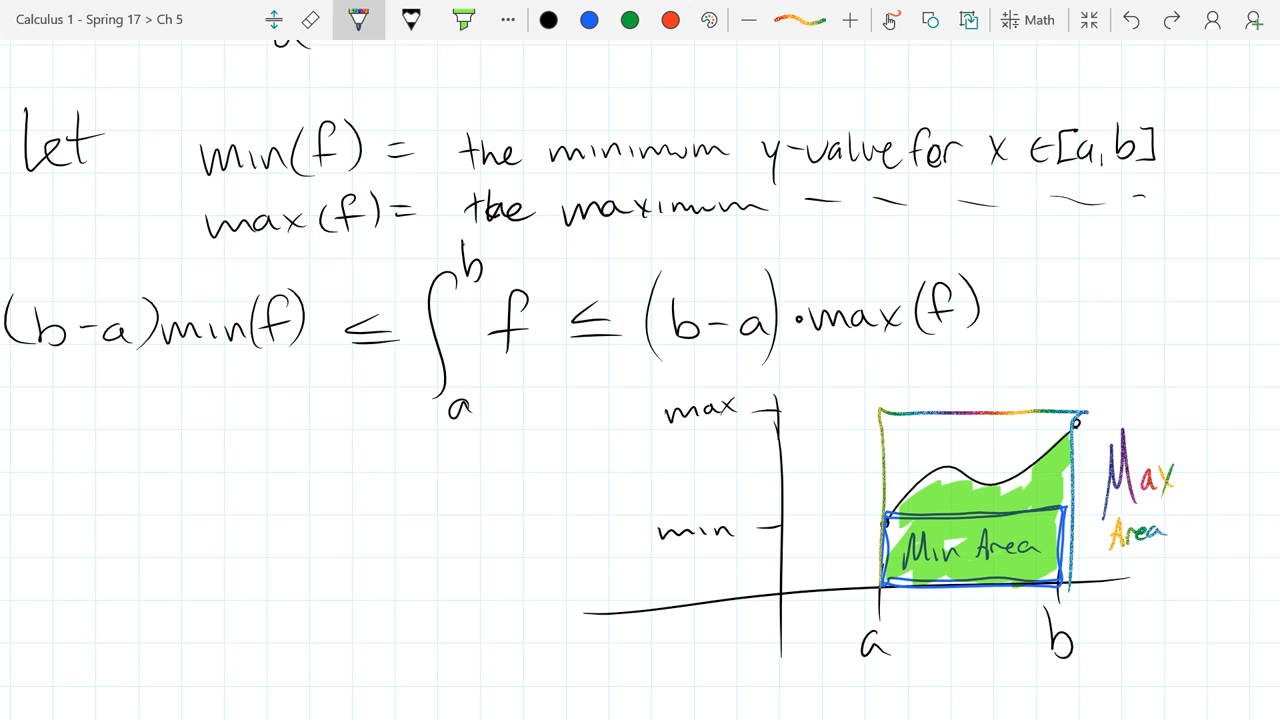 Calculus 1 - Spring 17 > Ch 5
Math
Let min(f) = the minimum y-value for x ∈ [a,b]
max(f) = the maximum — — — — -
(b-a)min(f) ≤ ∫_a^b f ≤ (b-a)·max(f)
max
min
Max
Area
Min Area
a
b